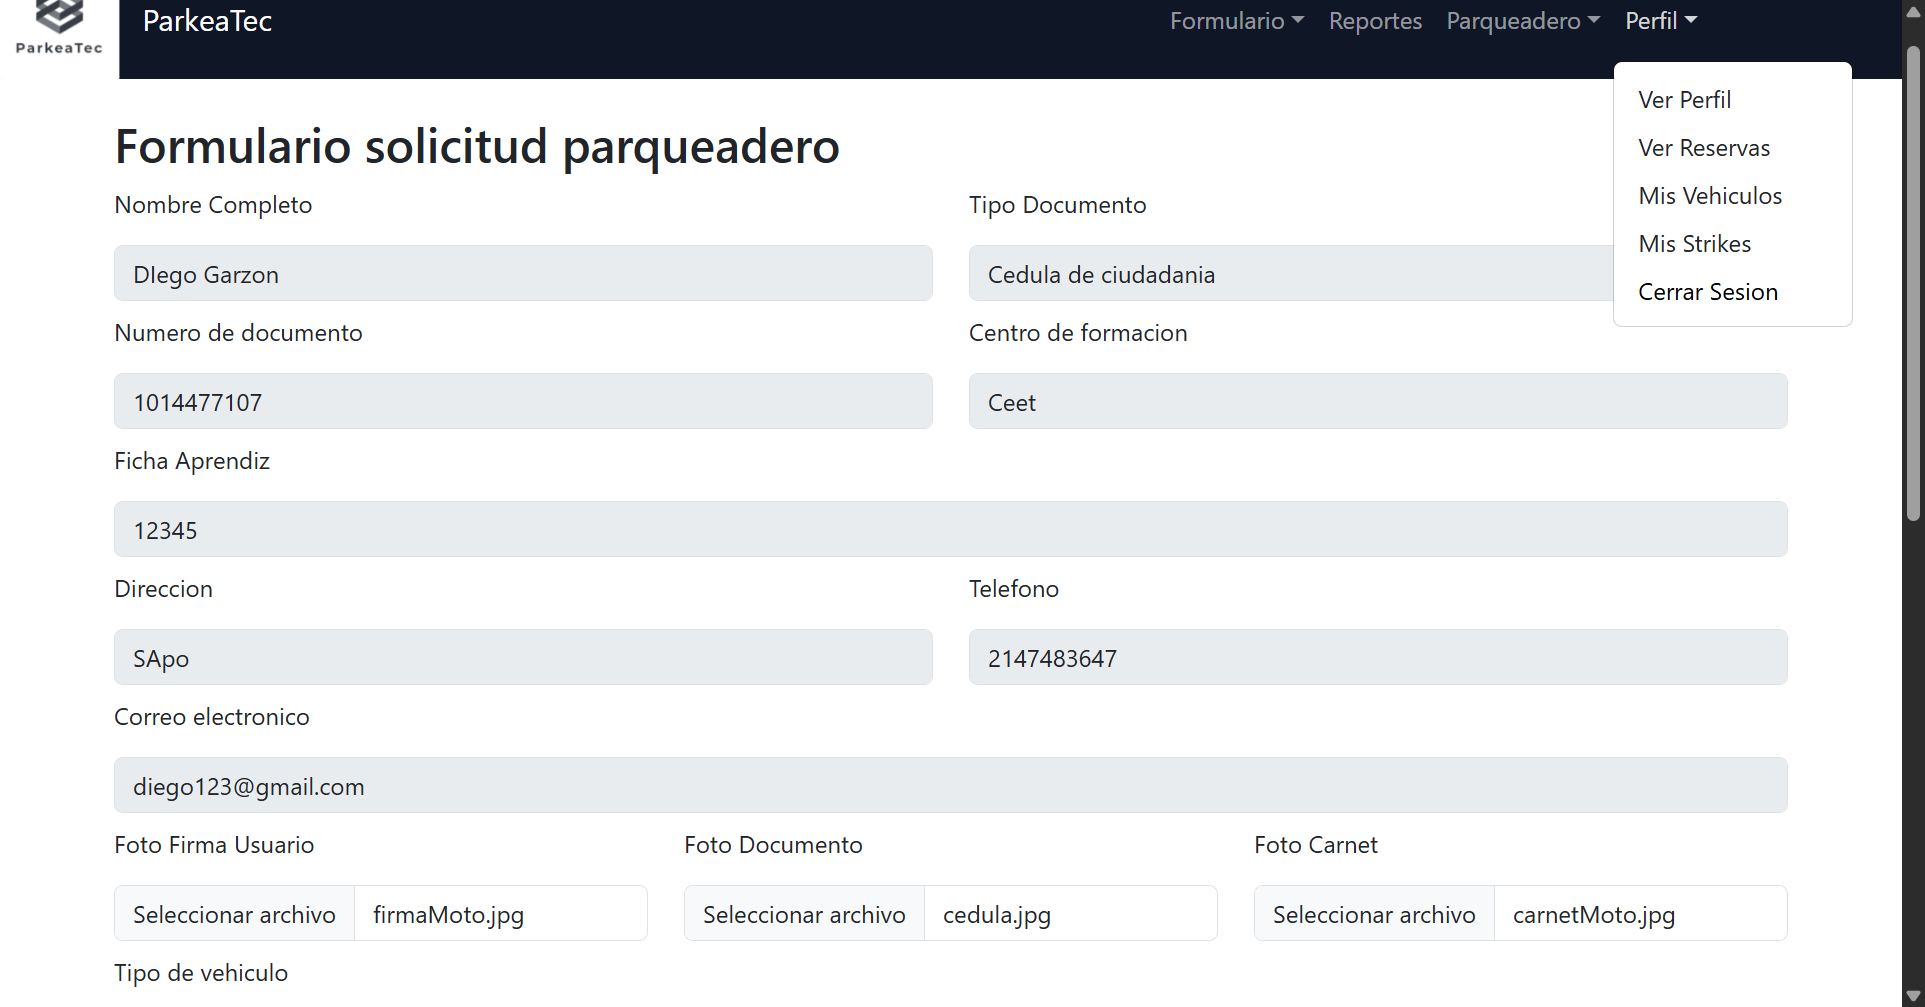 ParkeaTec
ParkeaTec
Formulario Reportes Parqueadero Perfil
Ver Perfil
Ver Reservas
Mis Vehiculos
Mis Strikes
Cerrar Sesion
Formulario solicitud parqueadero
Nombre Completo Tipo Documento
DIego Garzon Cedula de ciudadania
Numero de documento Centro de formacion
1014477107 Ceet
Ficha Aprendiz
12345
Direccion Telefono
SApo 2147483647
Correo electronico
diego123@gmail.com
Foto Firma Usuario Foto Documento Foto Carnet
Seleccionar archivo firmaMoto.jpg Seleccionar archivo cedula.jpg Seleccionar archivo carnetMoto.jpg
Tipo de vehiculo